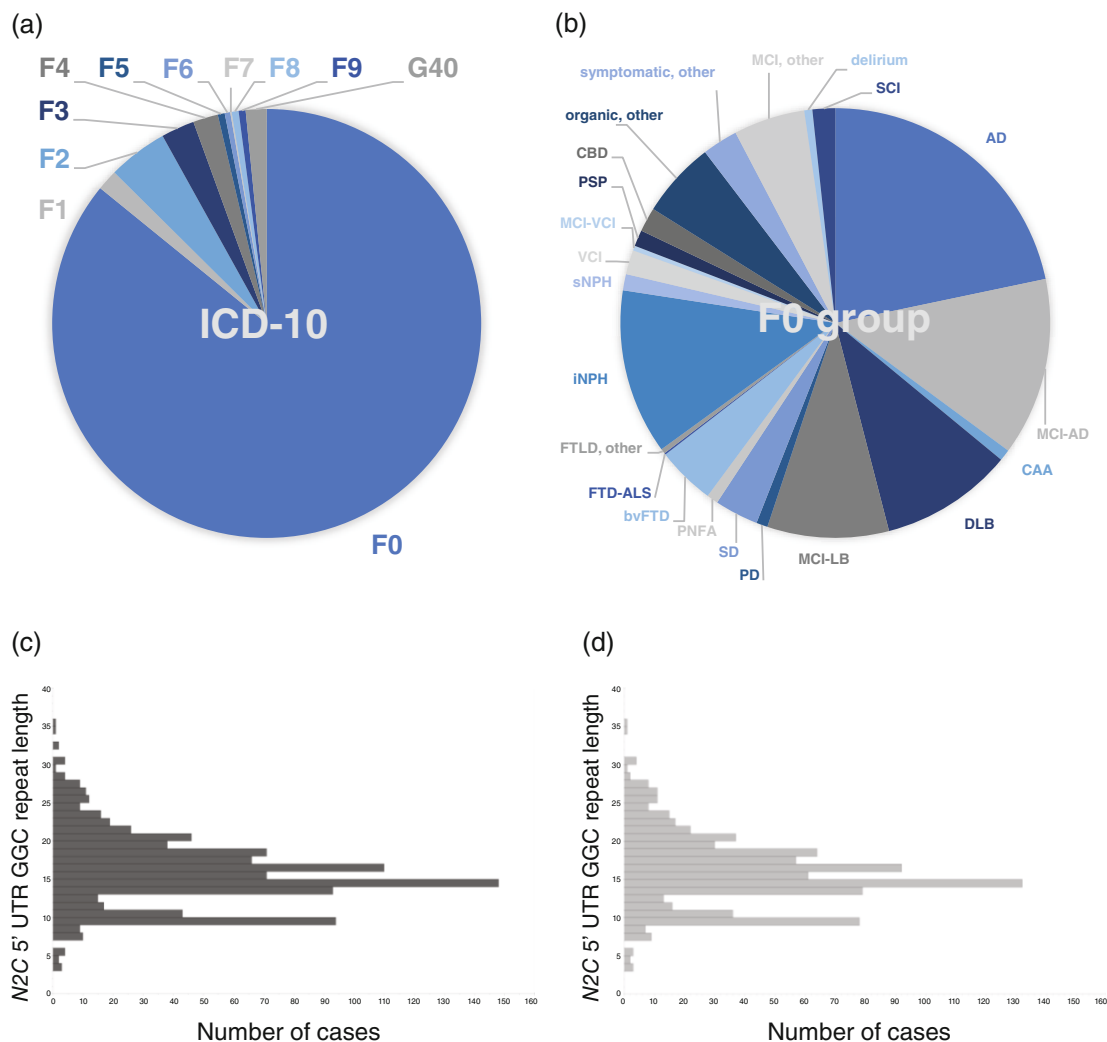 (a)
F4 F5 F6 F7 F8 F9 G40
F3
F2
F1
ICD-10
F0
(b)
MCI, other
delirium
symptomatic, other
SCI
organic, other
AD
CBD
PSP
MCI-VCI
VCI
sNPH
F0 group
iNPH
MCI-AD
FTLD, other
CAA
FTD-ALS
bvFTD
DLB
PNFA
SD
MCI-LB
PD
(c)
N2C 5' UTR GGC repeat length
40
35
30
25
20
15
10
5
0
0 10 20 30 40 50 60 70 80 90 100 110 120 130 140 150 160
Number of cases
(d)
N2C 5' UTR GGC repeat length
40
35
30
25
20
15
10
5
0
0 10 20 30 40 50 60 70 80 90 100 110 120 130 140 150 160
Number of cases